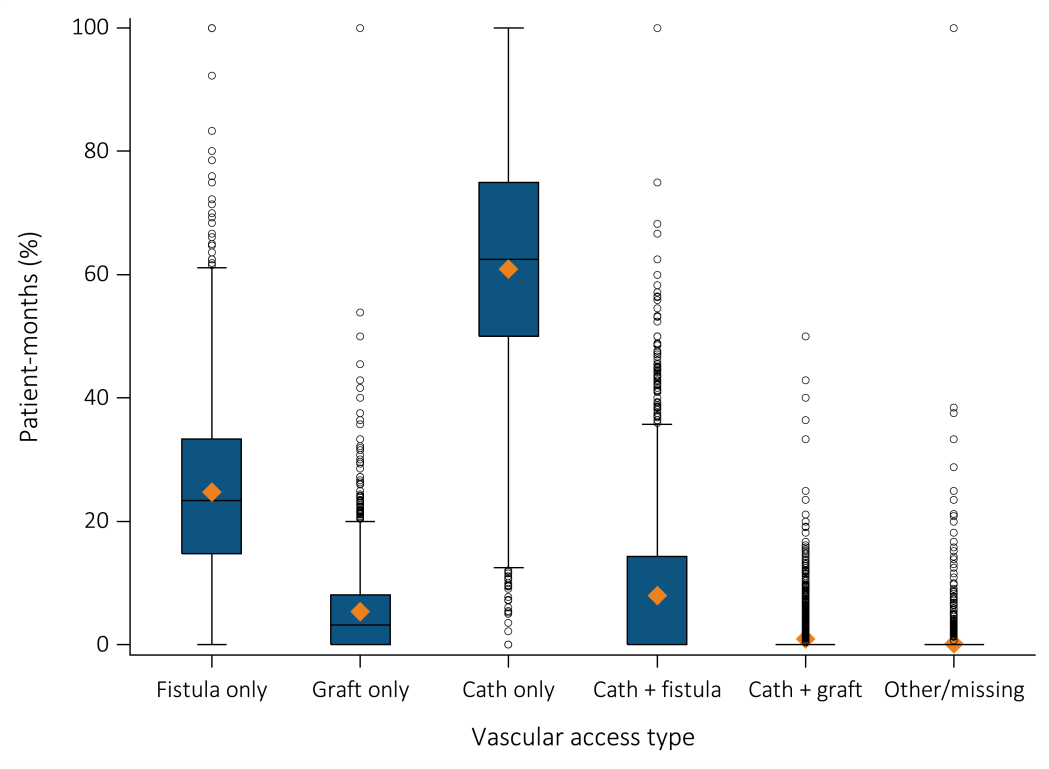 100
80
60
40
20
0
Patient-months (%)
Fistula only Graft only Cath only Cath + fistula Cath + graft Other/missing
Vascular access type